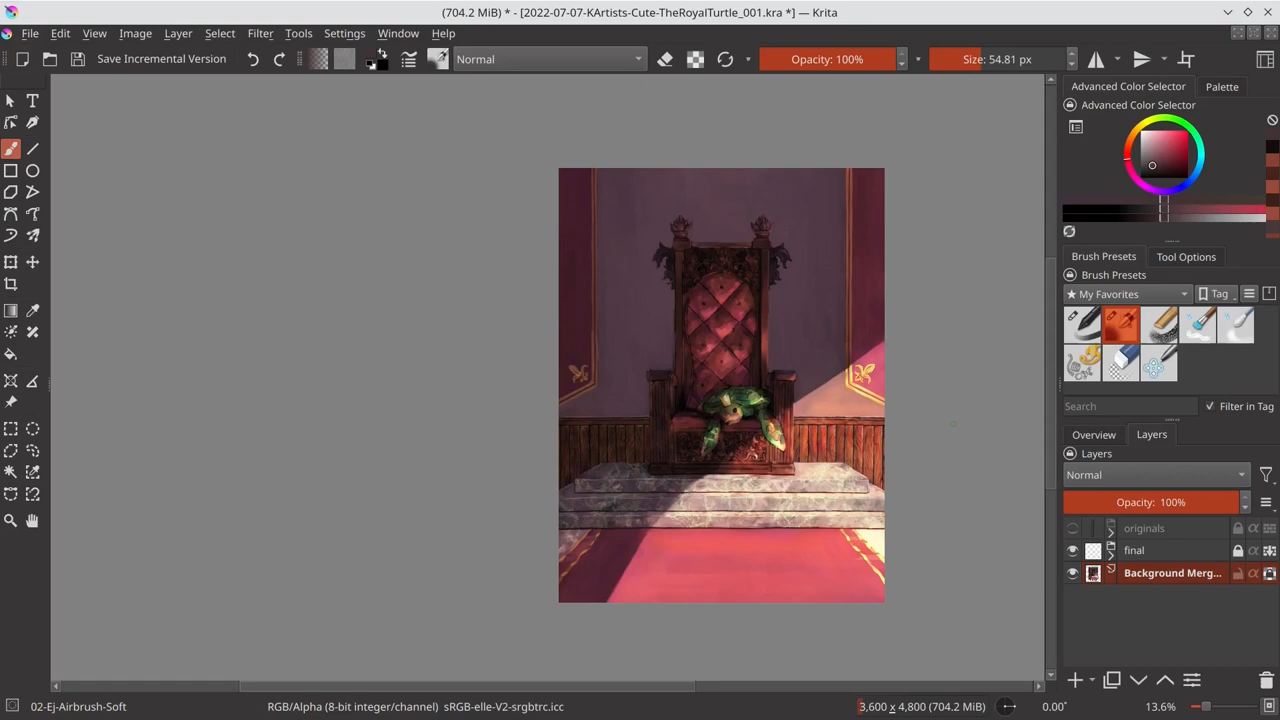 (704.2 MiB) * - [2022-07-07-KArtists-Cute-TheRoyalTurtle_001.kra *] — Krita
File Edit View Image Layer Select Filter Tools Settings Window Help
Save Incremental Version Normal Opacity: 100% Size: 54.81 px
Advanced Color Selector Palette
Advanced Color Selector
Brush Presets Tool Options
Brush Presets
My Favorites Tag
Search Filter in Tag
Overview Layers
Layers
Normal
Opacity: 100%
originals
final
Background Merg...
02-Ej-Airbrush-Soft RGB/Alpha (8-bit integer/channel) sRGB-elle-V2-srgbtrc.icc 3,600 x 4,800 (704.2 MiB) 0.00° 13.6%